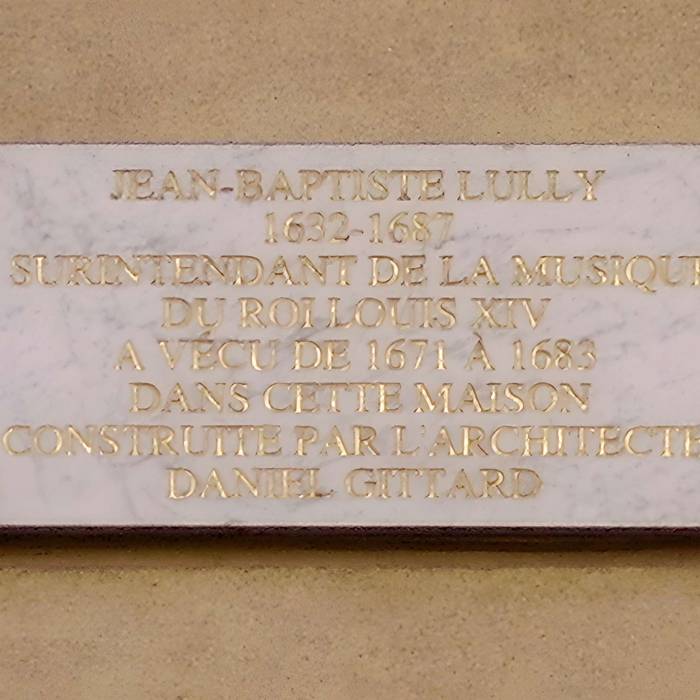 JEAN-BAPTISTE LULLY
1632-1687
SURINTENDANT DE LA MUSIQUE
DU ROI LOUIS XIV
A VÉCU DE 1671 À 1683
DANS CETTE MAISON
CONSTRUITE PAR L'ARCHITECTE
DANIEL GITTARD